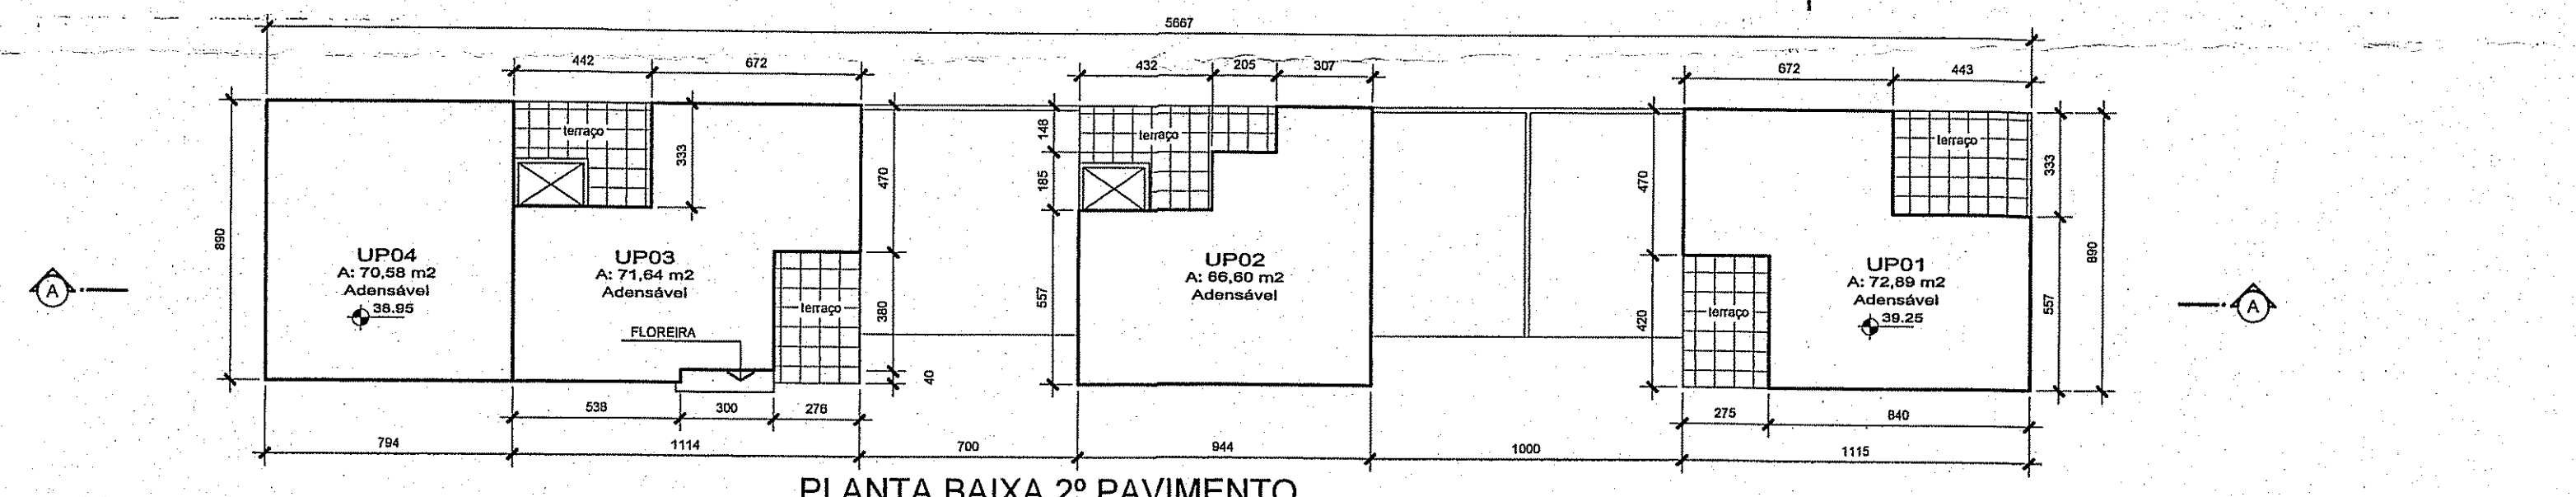 5667
442
672
432
205
307
672
443
terraço
terraço
terraço
333
470
148
185
470
333
890
UP04
A: 70,58 m2
Adensável
38.95
UP03
A: 71,64 m2
Adensável
FLOREIRA
terraço
380
40
557
UP02
A: 66,60 m2
Adensável
420
terraço
UP01
A: 72,89 m2
Adensável
39.25
557
890
A
A
538
300
276
275
840
794
1114
700
944
1000
1115
PLANTA BAIXA 2º PAVIMENTO